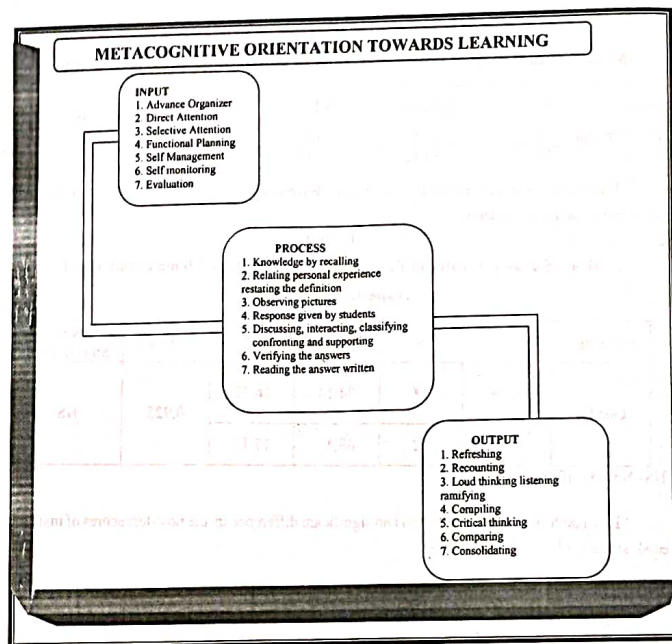 METACOGNITIVE ORIENTATION TOWARDS LEARNING
INPUT
1. Advance Organizer
2. Direct Attention
3. Selective Attention
4. Functional Planning
5. Self Management
6. Self monitoring
7. Evaluation
PROCESS
1. Knowledge by recalling
2. Relating personal experience
restating the definition
3. Observing pictures
4. Response given by students
5. Discussing, interacting, classifying
confronting and supporting
6. Verifying the answers
7. Reading the answer written
OUTPUT
1. Refreshing
2. Recounting
3. Loud thinking listening
ramifying
4. Compiling
5. Critical thinking
6. Comparing
7. Consolidating